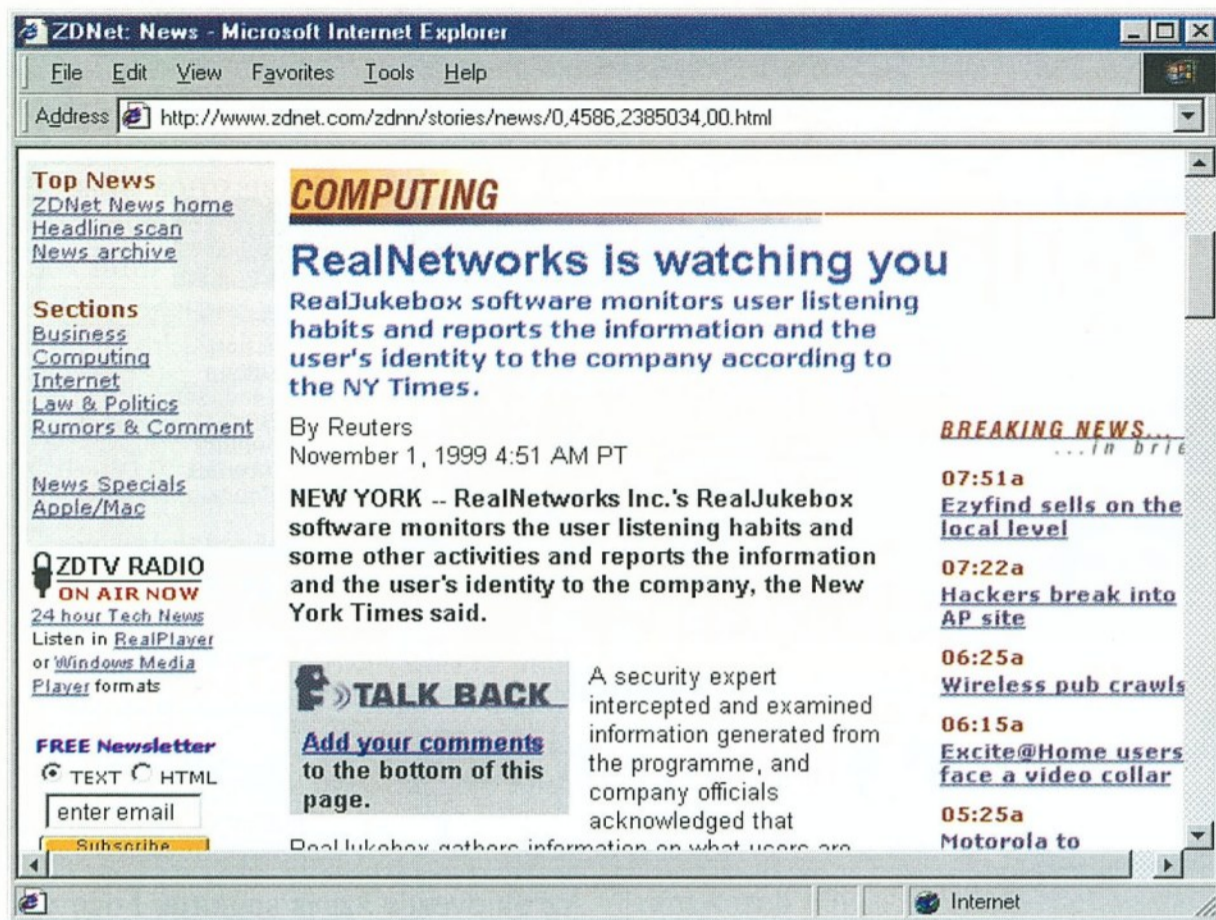 ZDNet: News - Microsoft Internet Explorer
File Edit View Favorites Tools Help
Address http://www.zdnet.com/zdnn/stories/news/0,4586,2385034,00.html
Top News
ZDNet News home
Headline scan
News archive
Sections
Business
Computing
Internet
Law & Politics
Rumors & Comment
News Specials
Apple/Mac
ZDTV RADIO
ON AIR NOW
24 hour Tech News
Listen in RealPlayer
or Windows Media
Player formats
FREE Newsletter
TEXT HTML
enter email
Subscribe
COMPUTING
RealNetworks is watching you
RealJukebox software monitors user listening
habits and reports the information and the
user's identity to the company according to
the NY Times.
By Reuters
November 1, 1999 4:51 AM PT
NEW YORK -- RealNetworks Inc.'s RealJukebox
software monitors the user listening habits and
some other activities and reports the information
and the user's identity to the company, the New
York Times said.
TALK BACK
Add your comments
to the bottom of this
page.
A security expert
intercepted and examined
information generated from
the programme, and
company officials
acknowledged that
RealJukebox gathers information on what users are
BREAKING NEWS...
...in brie
07:51a
Ezyfind sells on the
local level
07:22a
Hackers break into
AP site
06:25a
Wireless pub crawls
06:15a
Excite@Home users
face a video collar
05:25a
Motorola to
Internet